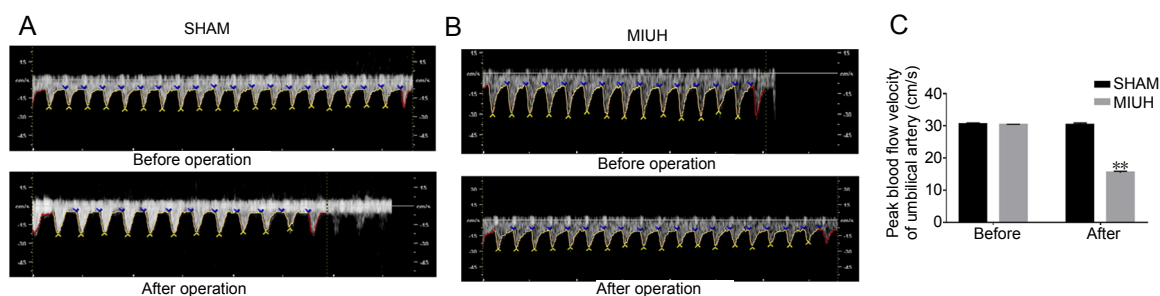 A
SHAM
Before operation
After operation
B
MIUH
Before operation
After operation
C
Peak blood flow velocity
of umbilical artery (cm/s)
40
30
20
10
0
SHAM
MIUH
**
Before
After